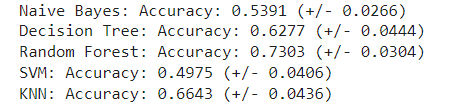 Naive Bayes: Accuracy: 0.5391 (+/- 0.0266)
Decision Tree: Accuracy: 0.6277 (+/- 0.0444)
Random Forest: Accuracy: 0.7303 (+/- 0.0304)
SVM: Accuracy: 0.4975 (+/- 0.0406)
KNN: Accuracy: 0.6643 (+/- 0.0436)